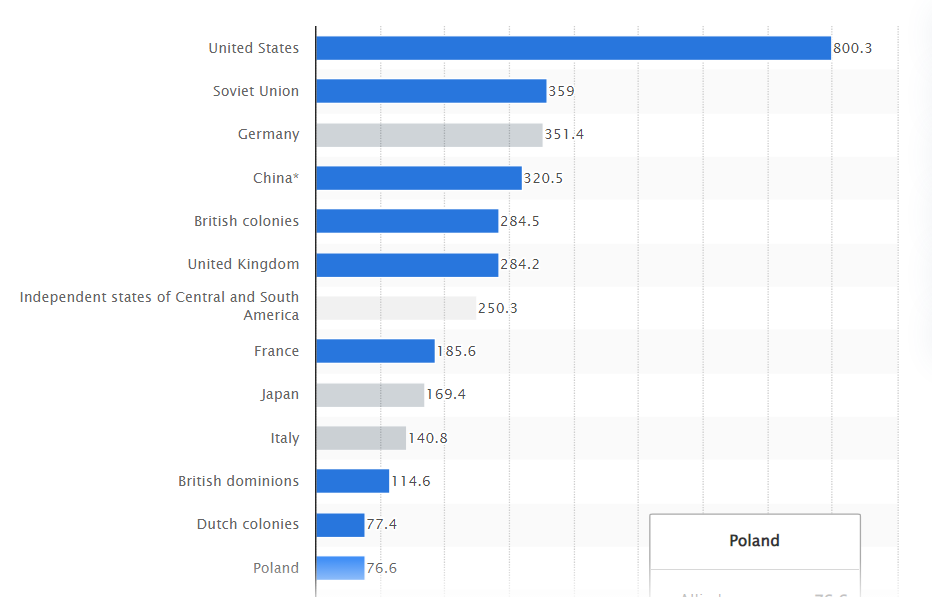 United States 800.3
Soviet Union 359
Germany 351.4
China* 320.5
British colonies 284.5
United Kingdom 284.2
Independent states of Central and South
America 250.3
France 185.6
Japan 169.4
Italy 140.8
British dominions 114.6
Dutch colonies 77.4
Poland
Poland 76.6